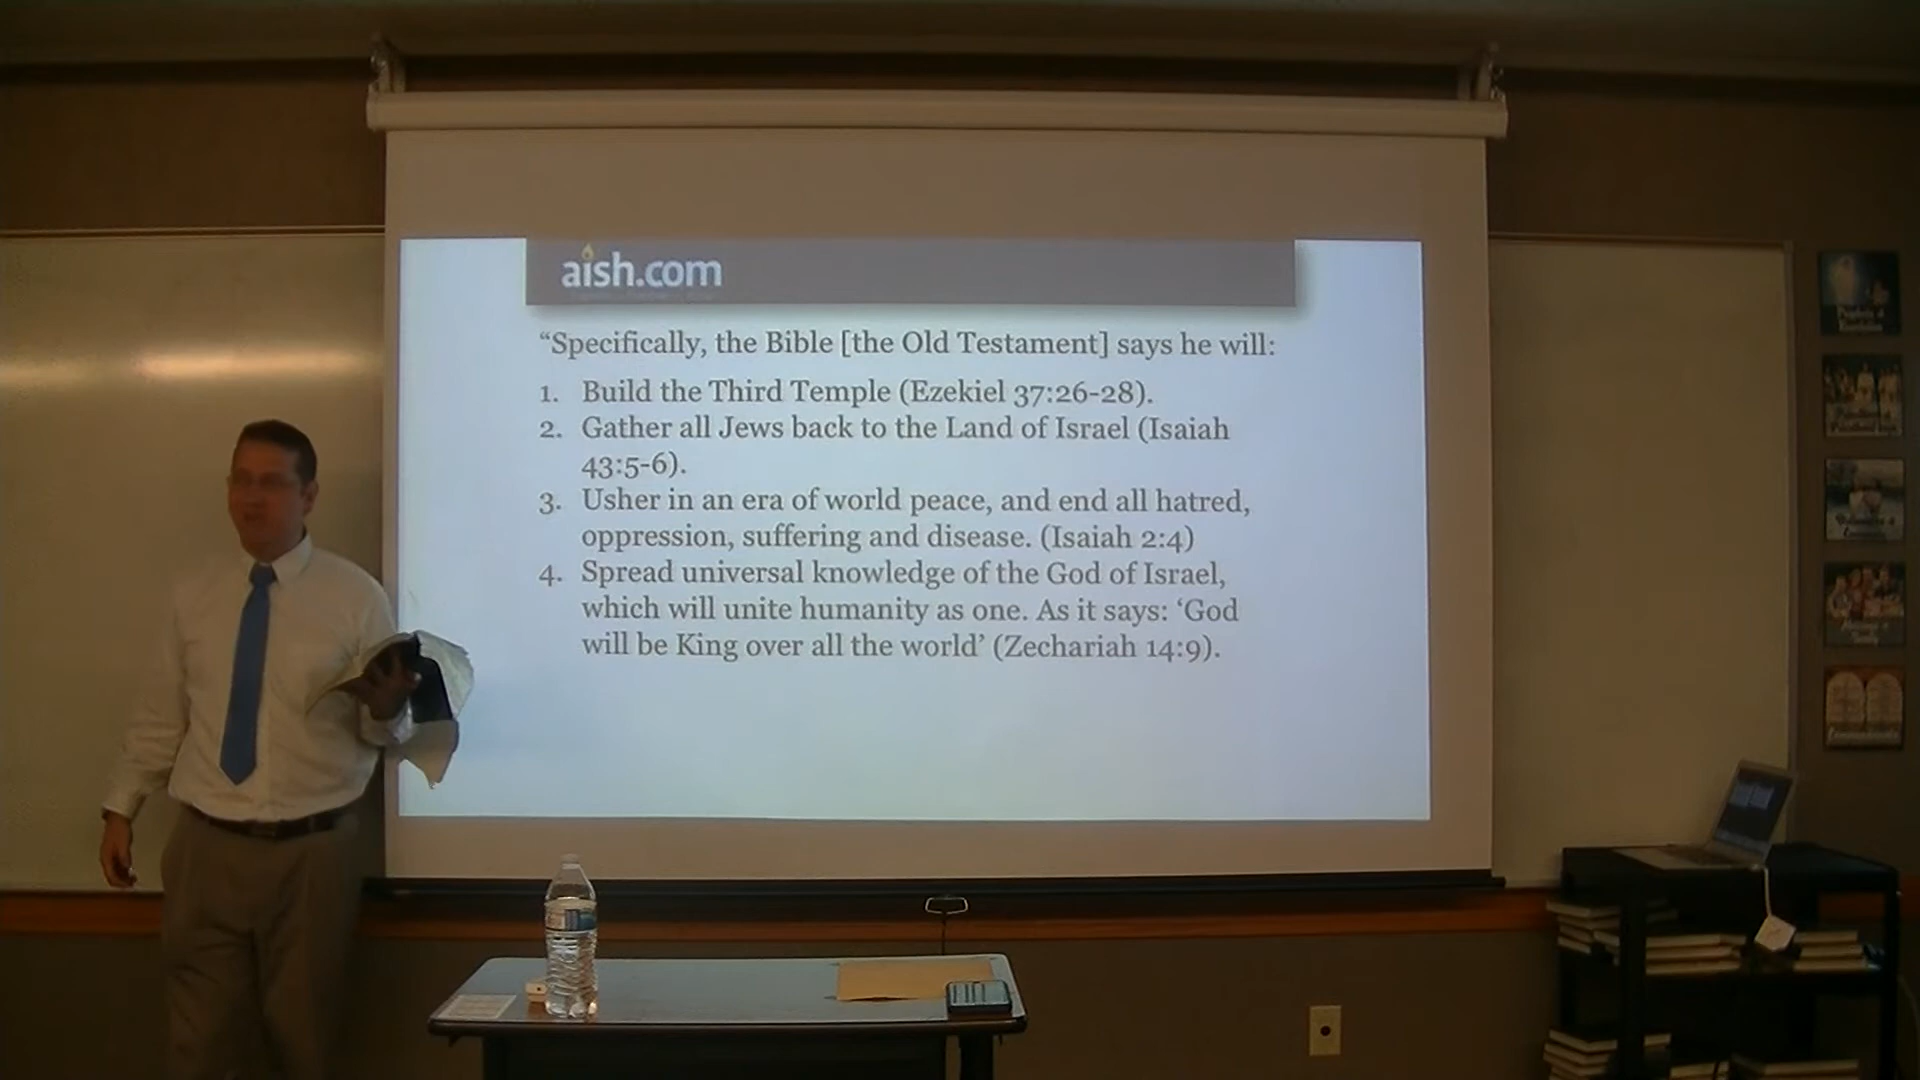 aish.com
“Specifically, the Bible [the Old Testament] says he will:
1. Build the Third Temple (Ezekiel 37:26-28).
2. Gather all Jews back to the Land of Israel (Isaiah
43:5-6).
3. Usher in an era of world peace, and end all hatred,
oppression, suffering and disease. (Isaiah 2:4)
4. Spread universal knowledge of the God of Israel,
which will unite humanity as one. As it says: ‘God
will be King over all the world’ (Zechariah 14:9).